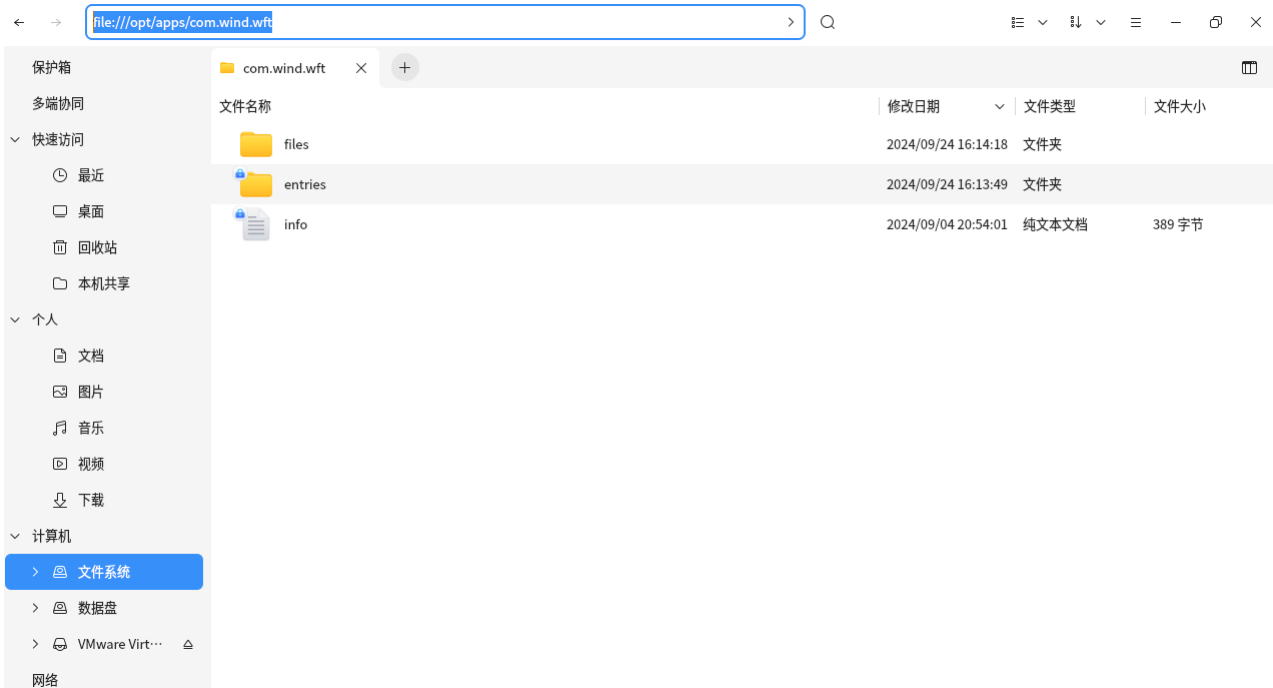 file:///opt/apps/com.wind.wft
保护箱
多端协同
快速访问
最近
桌面
回收站
本机共享
个人
文档
图片
音乐
视频
下载
计算机
文件系统
数据盘
VMware Virt···
网络
com.wind.wft
文件名称 修改日期 文件类型 文件大小
files 2024/09/24 16:14:18 文件夹
entries 2024/09/24 16:13:49 文件夹
info 2024/09/04 20:54:01 纯文本文档 389 字节